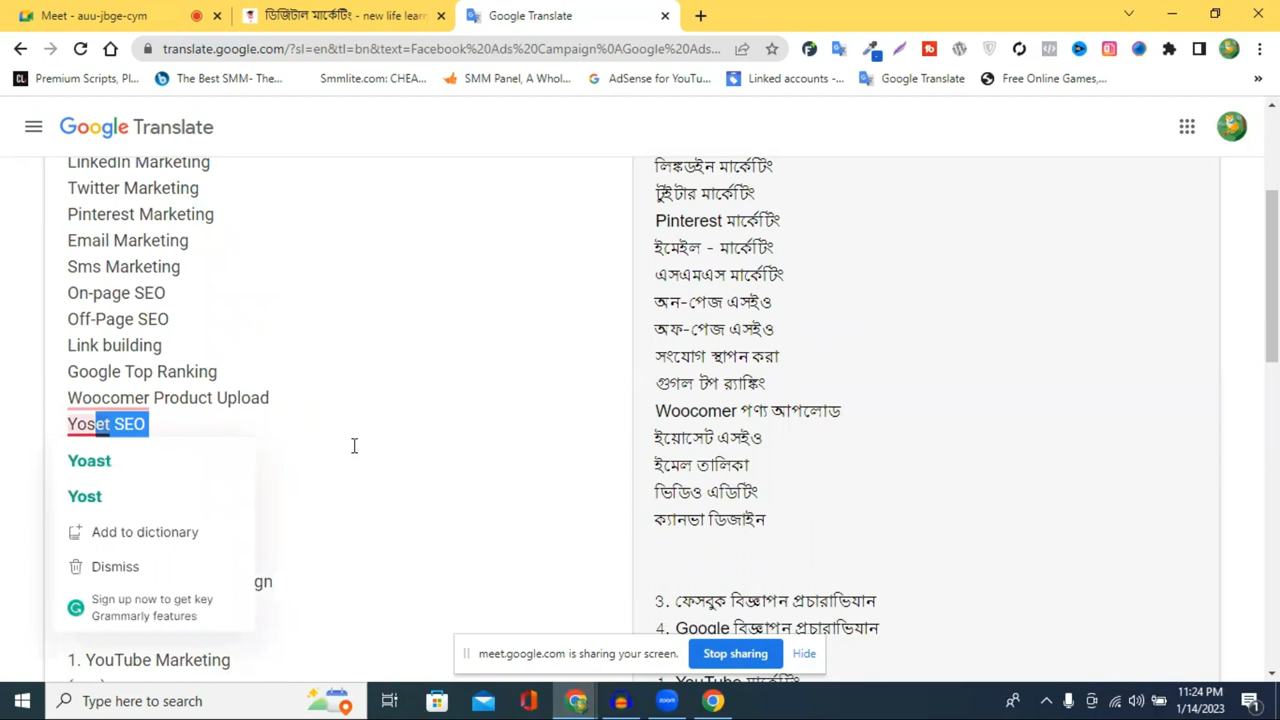 Meet - auu-jbge-cym
ডিজিটাল মার্কেটিং - new life lear
Google Translate
translate.google.com/?sl=en&tl=bn&text=Facebook%20Ads%20Campaign%0AGoogle%20Ads...
Premium Scripts, Pl...
The Best SMM- The...
Smmlite.com: CHEA...
SMM Panel, A Whol...
AdSense for YouTu...
Linked accounts -...
Google Translate
Free Online Games,...
Google Translate
LinkedIn Marketing
Twitter Marketing
Pinterest Marketing
Email Marketing
Sms Marketing
On-page SEO
Off-Page SEO
Link building
Google Top Ranking
Woocomer Product Upload
Yoset SEO
Yoast
Yost
Add to dictionary
Dismiss
Sign up now to get key
Grammarly features
gn
1. YouTube Marketing
লিঙ্কডইন মার্কেটিং
টুইটার মার্কেটিং
Pinterest মার্কেটিং
ইমেইল - মার্কেটিং
এসএমএস মার্কেটিং
অন-পেজ এসইও
অফ-পেজ এসইও
সংযোগ স্থাপন করা
গুগল টপ র‌্যাঙ্কিং
Woocomer পণ্য আপলোড
ইয়োসেট এসইও
ইমেল তালিকা
ভিডিও এডিটিং
ক্যানভা ডিজাইন
3. ফেসবুক বিজ্ঞাপন প্রচারাভিযান
4. Google বিজ্ঞাপন প্রচারাভিযান
1. YouTube মার্কেটিং
meet.google.com is sharing your screen.
Stop sharing
Hide
Type here to search
zoom
11:24 PM
1/14/2023